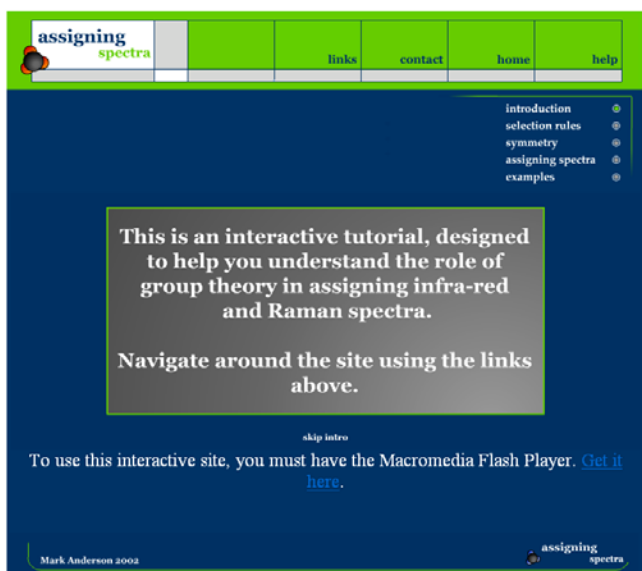 assigning
spectra
links contact home help
introduction
selection rules
symmetry
assigning spectra
examples
This is an interactive tutorial, designed
to help you understand the role of
group theory in assigning infra-red
and Raman spectra.
Navigate around the site using the links
above.
skip intro
To use this interactive site, you must have the Macromedia Flash Player. Get it
here.
Mark Anderson 2002
assigning
spectra